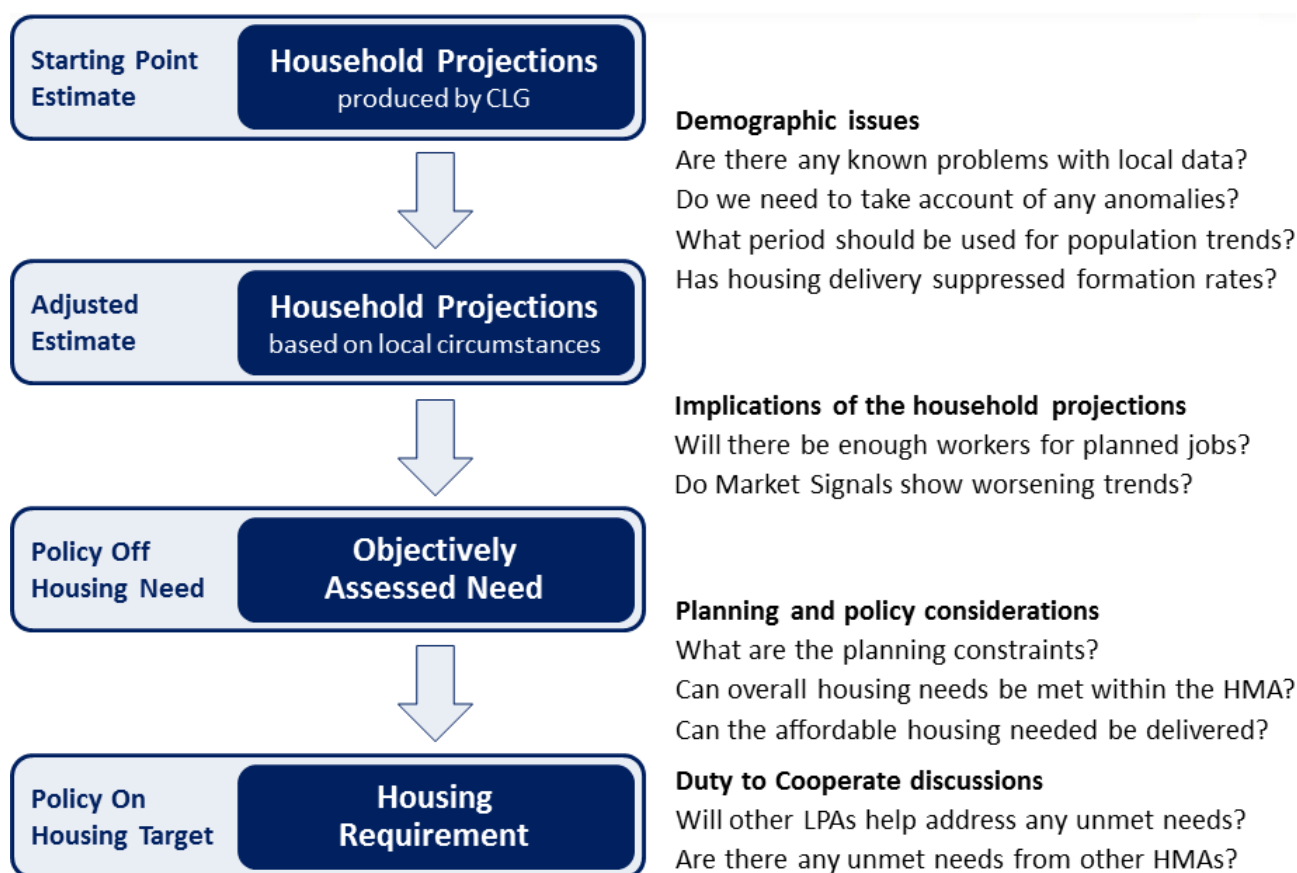 Starting Point
Estimate
Household Projections
produced by CLG
Demographic issues
Are there any known problems with local data?
Do we need to take account of any anomalies?
What period should be used for population trends?
Has housing delivery suppressed formation rates?
Adjusted
Estimate
Household Projections
based on local circumstances
Implications of the household projections
Will there be enough workers for planned jobs?
Do Market Signals show worsening trends?
Policy Off
Housing Need
Objectively
Assessed Need
Planning and policy considerations
What are the planning constraints?
Can overall housing needs be met within the HMA?
Can the affordable housing needed be delivered?
Policy On
Housing Target
Housing
Requirement
Duty to Cooperate discussions
Will other LPAs help address any unmet needs?
Are there any unmet needs from other HMAs?